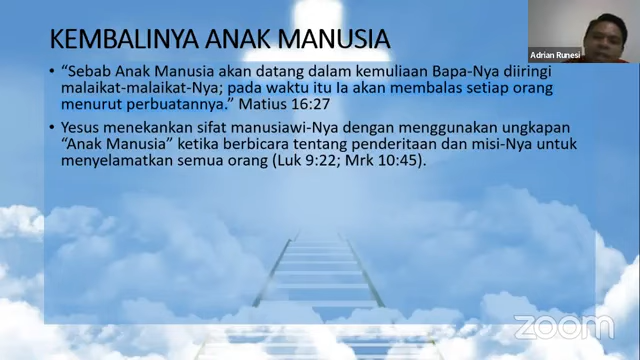 KEMBALINYA ANAK MANUSIA
• “Sebab Anak Manusia akan datang dalam kemuliaan Bapa-Nya diiringi
malaikat-malaikat-Nya; pada waktu itu Ia akan membalas setiap orang
menurut perbuatannya.” Matius 16:27
• Yesus menekankan sifat manusiawi-Nya dengan menggunakan ungkapan
“Anak Manusia” ketika berbicara tentang penderitaan dan misi-Nya untuk
menyelamatkan semua orang (Luk 9:22; Mrk 10:45).
Adrian Runesi
zoom